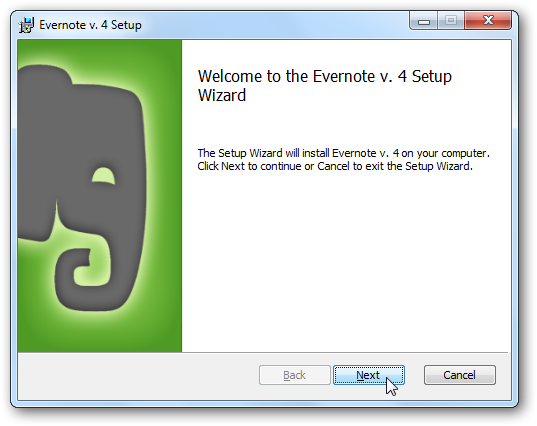 Evernote v. 4 Setup
Welcome to the Evernote v. 4 Setup
Wizard
The Setup Wizard will install Evernote v. 4 on your computer.
Click Next to continue or Cancel to exit the Setup Wizard.
Back Next Cancel